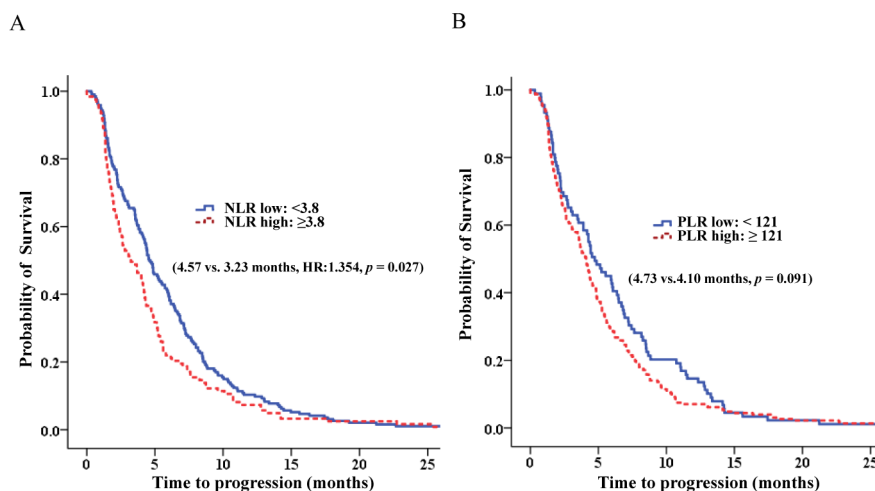 A
1.0
0.8
0.6
0.4
0.2
0.0
Probability of Survival
NLR low: <3.8
NLR high: ≥3.8
(4.57 vs. 3.23 months, HR:1.354, p = 0.027)
0 5 10 15 20 25
Time to progression (months)
B
1.0
0.8
0.6
0.4
0.2
0.0
Probability of Survival
PLR low: < 121
PLR high: ≥ 121
(4.73 vs.4.10 months, p = 0.091)
0 5 10 15 20 25
Time to progression (months)